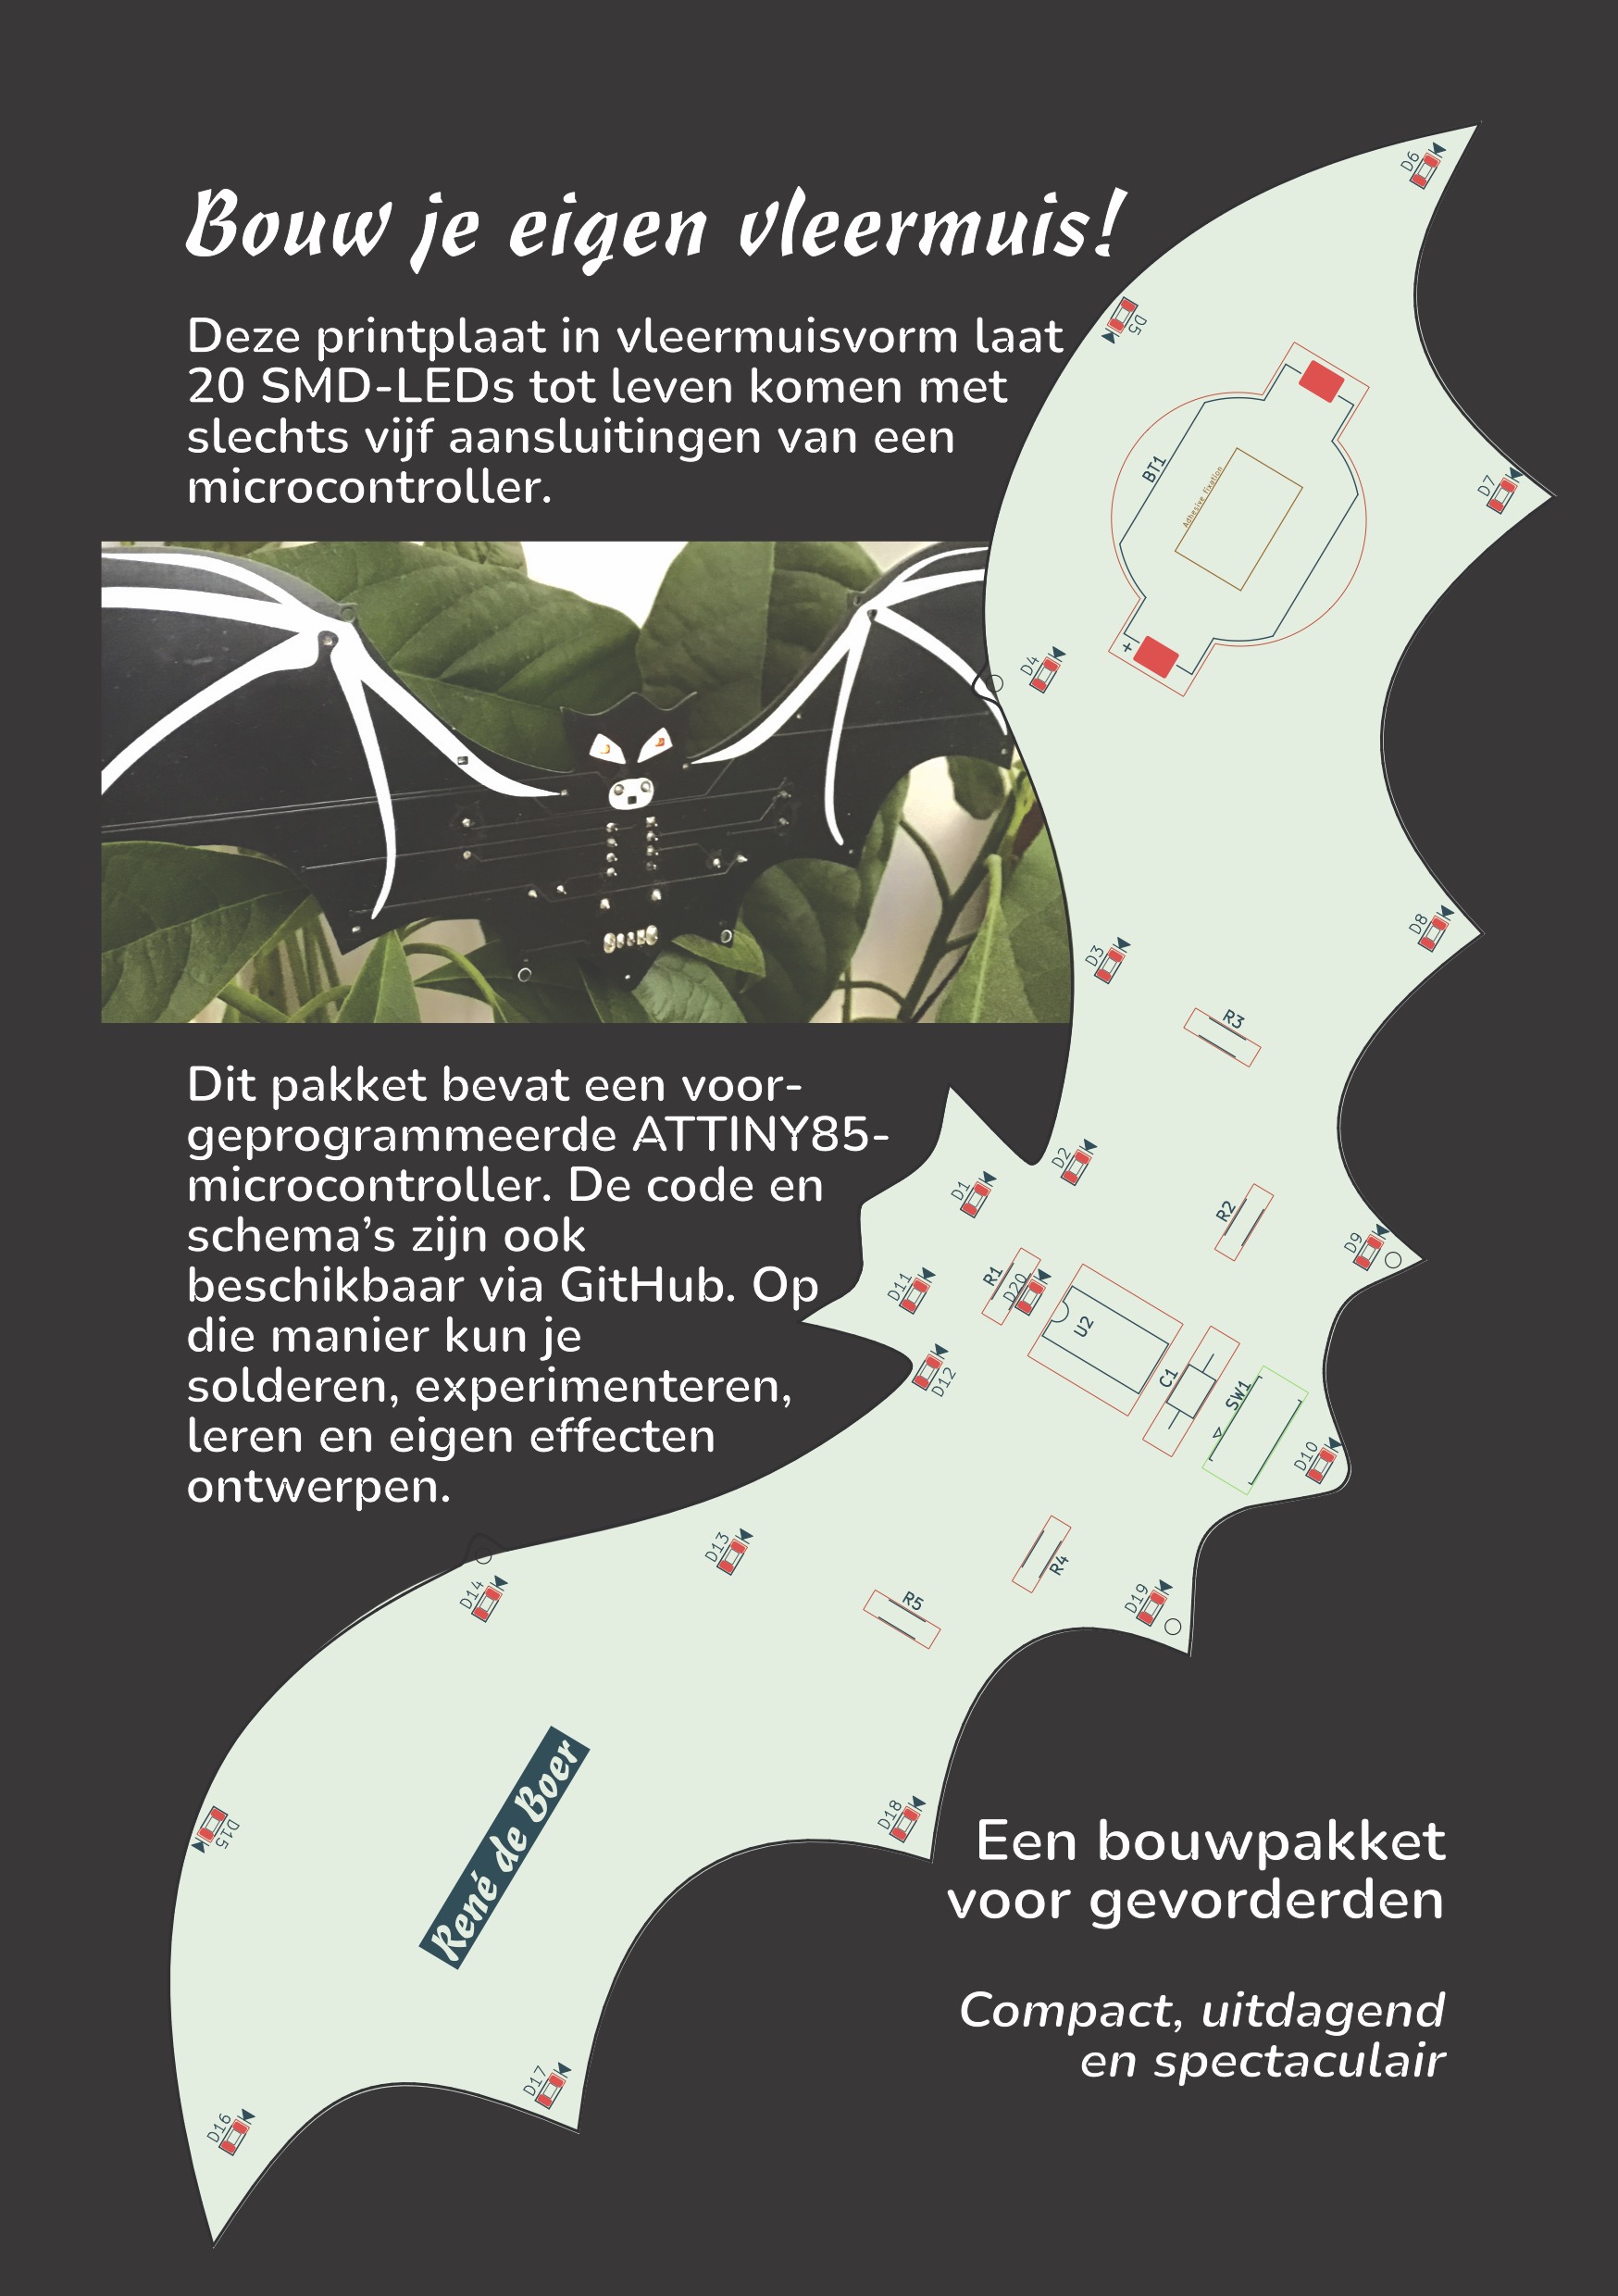 Bouw je eigen vleermuis!
Deze printplaat in vleermuisvorm laat
20 SMD-LEDs tot leven komen met
slechts vijf aansluitingen van een
microcontroller.
Dit pakket bevat een voor-
geprogrammeerde ATTINY85-
microcontroller. De code en
schema's zijn ook
beschikbaar via GitHub. Op
die manier kun je
solderen, experimenteren,
leren en eigen effecten
ontwerpen.
D6
D5
BT1
Adhesive fixation
+
D7
D4
D3
D8
R3
D2
D1
R2
D9
R1
D20
D11
U2
D12
C1
SW1
D10
D13
R4
D14
R5
D19
D15
René de Boer
D18
D17
D16
Een bouwpakket
voor gevorderden
Compact, uitdagend
en spectaculair